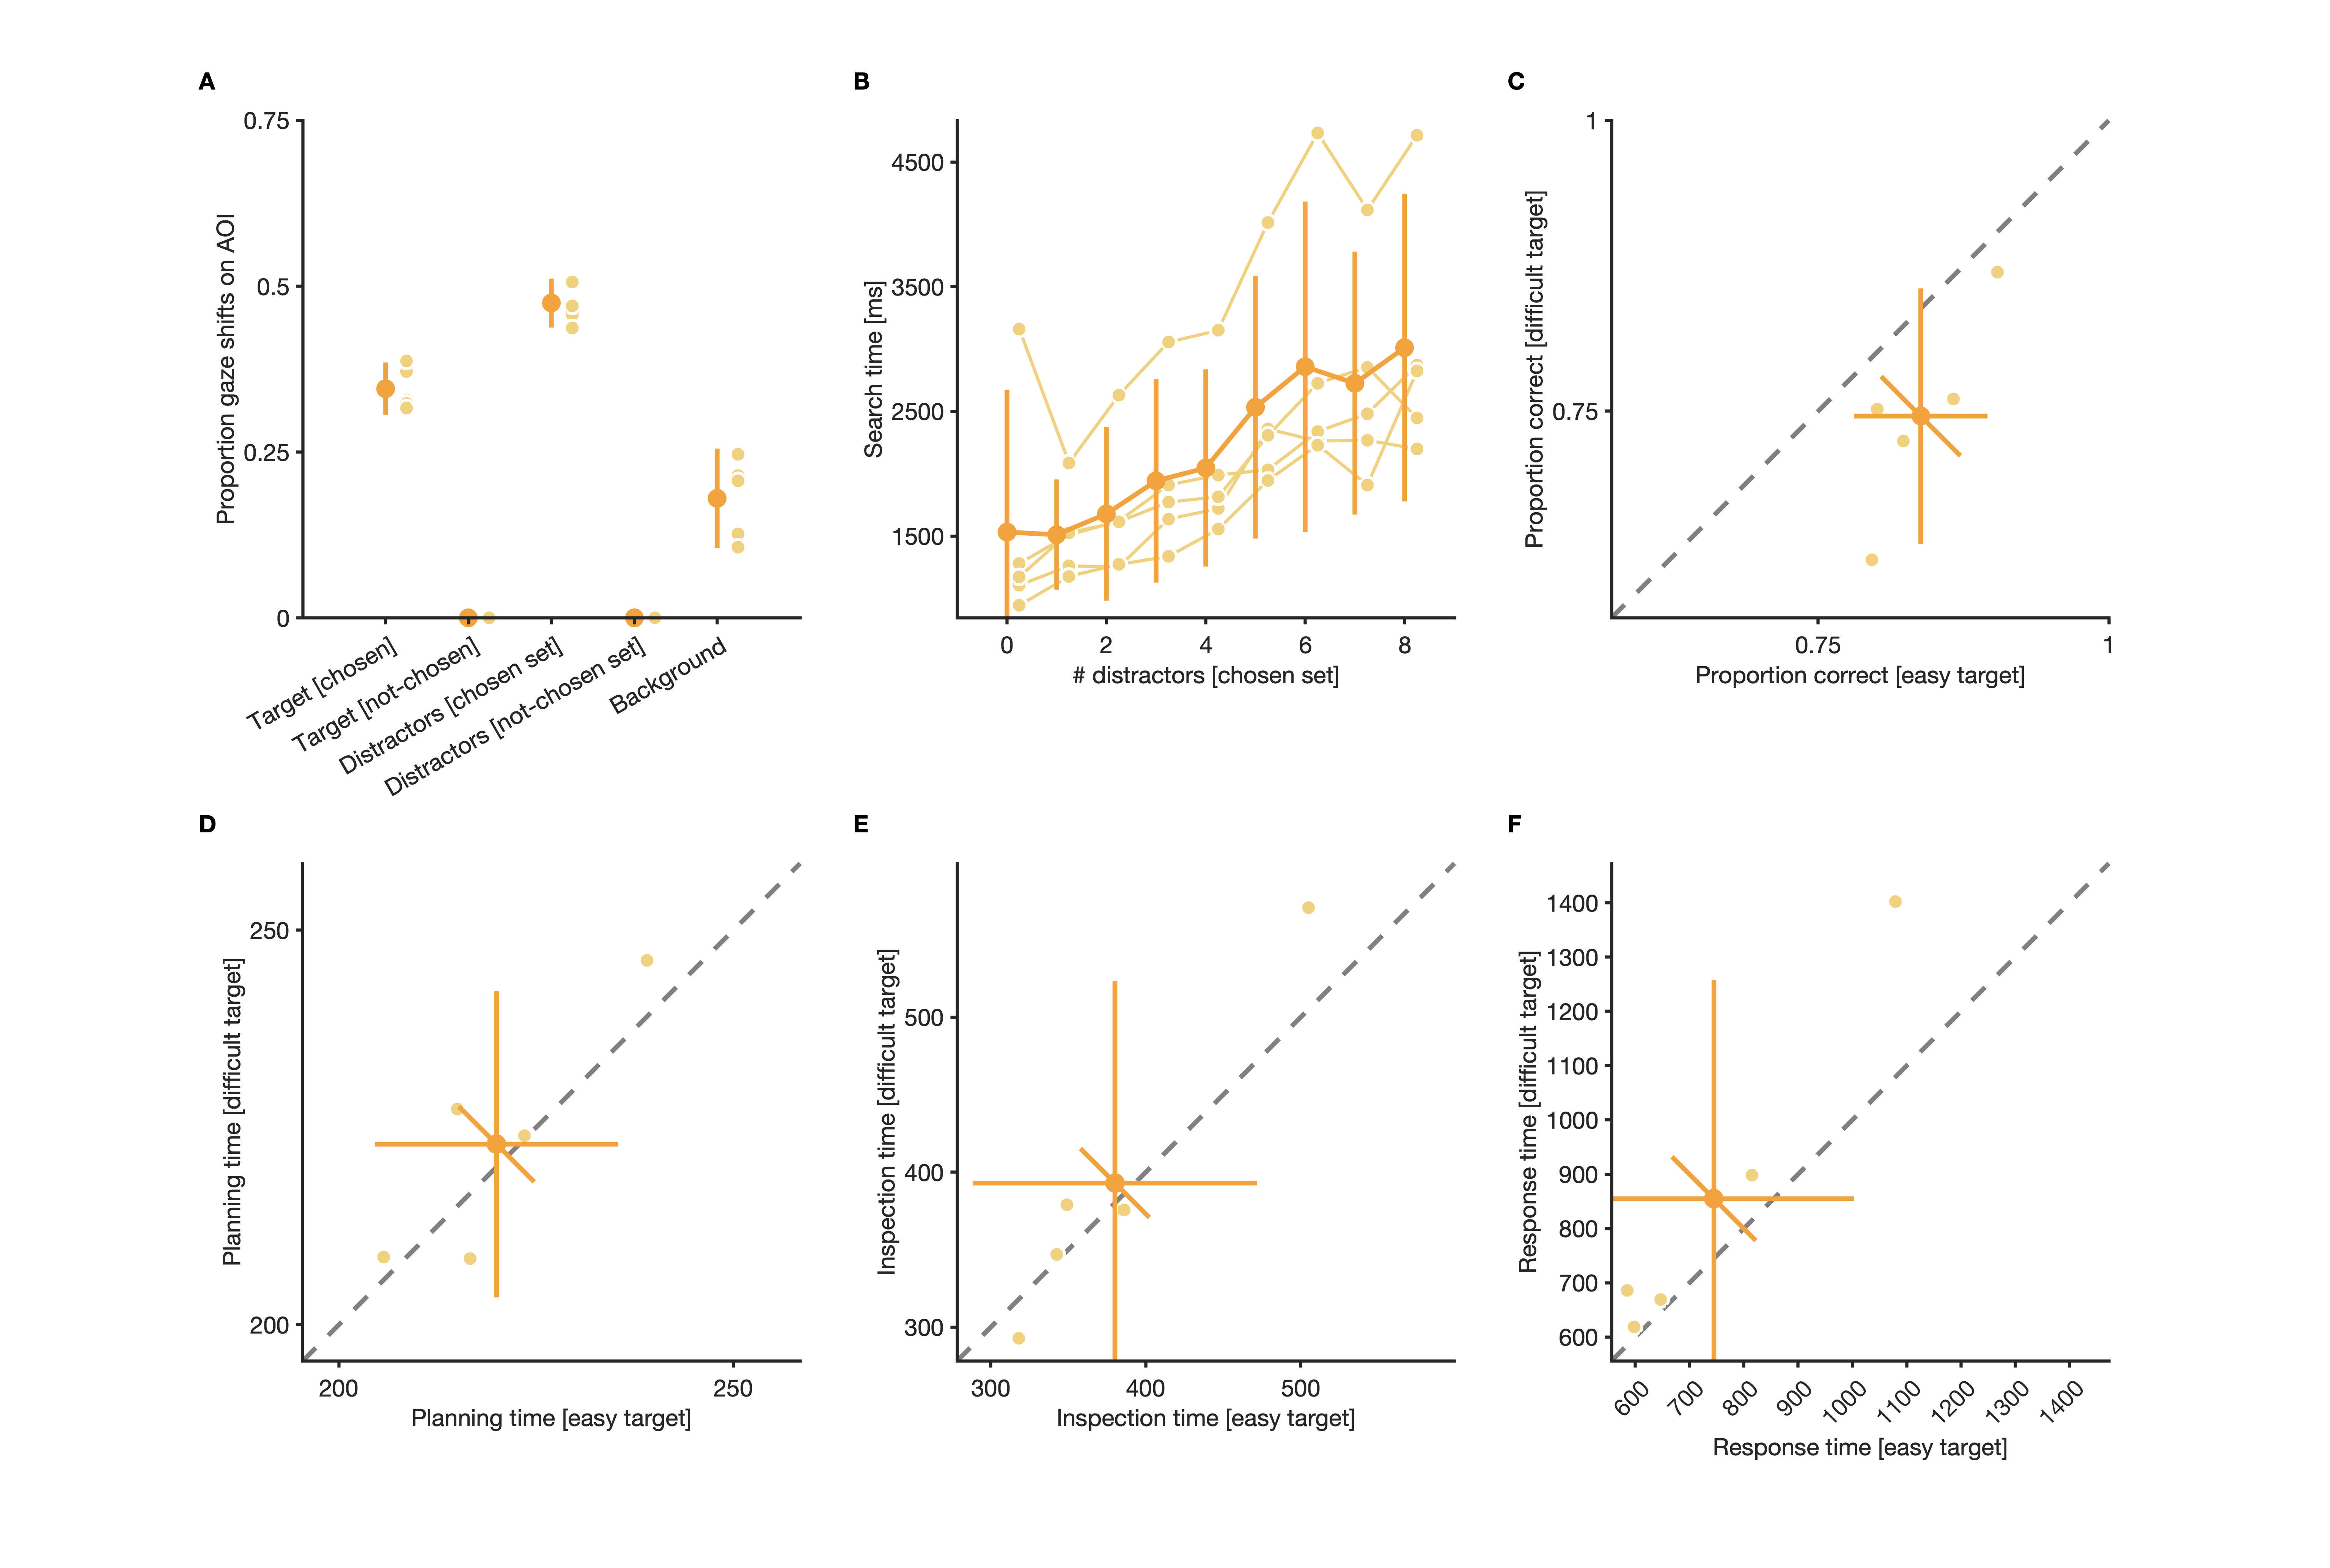 A
0.75
0.5
0.25
0
Proportion gaze shifts on AOI
Target [chosen]
Target [not-chosen]
Distractors [chosen set]
Distractors [not-chosen set]
Background
B
4500
3500
2500
1500
Search time [ms]
0 2 4 6 8
# distractors [chosen set]
C
1
0.75
Proportion correct [difficult target]
0.75 1
Proportion correct [easy target]
D
250
200
Planning time [difficult target]
200 250
Planning time [easy target]
E
500
400
300
Inspection time [difficult target]
300 400 500
Inspection time [easy target]
F
1400
1300
1200
1100
1000
900
800
700
600
Response time [difficult target]
600 700 800 900 1000 1100 1200 1300 1400
Response time [easy target]